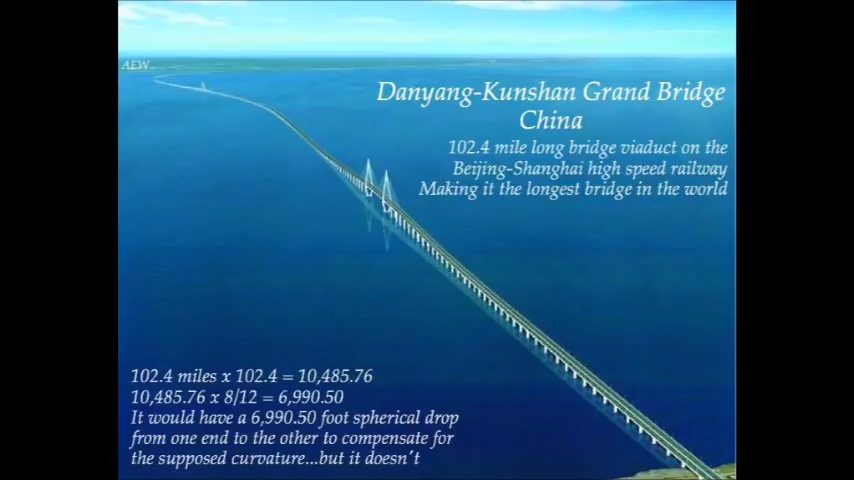 AEW
Danyang-Kunshan Grand Bridge
China
102.4 mile long bridge viaduct on the
Beijing-Shanghai high speed railway
Making it the longest bridge in the world
102.4 miles x 102.4 = 10,485.76
10,485.76 x 8/12 = 6,990.50
It would have a 6,990.50 foot spherical drop
from one end to the other to compensate for
the supposed curvature...but it doesn't